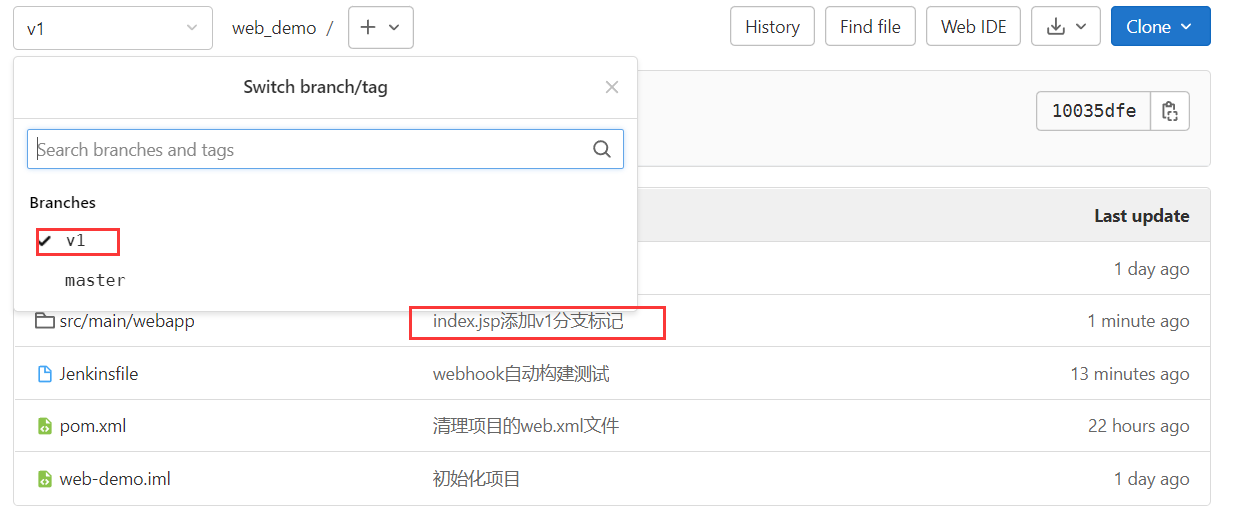 v1 web_demo / History Find file Web IDE Clone
Switch branch/tag
10035dfe
Search branches and tags
Branches
Last update
v1
1 day ago
master
src/main/webapp index.jsp添加v1分支标记 1 minute ago
Jenkinsfile webhook自动构建测试 13 minutes ago
pom.xml 清理项目的web.xml文件 22 hours ago
web-demo.iml 初始化项目 1 day ago